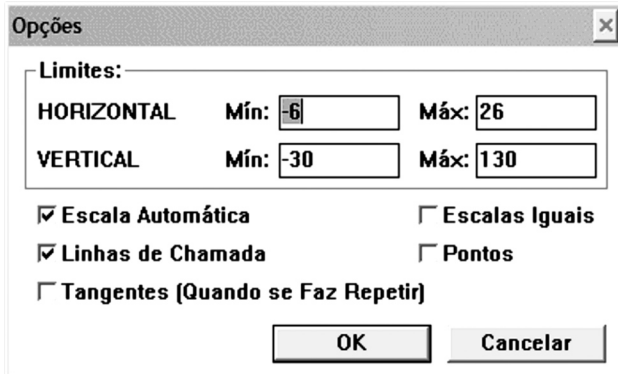 Opções
Limites:
HORIZONTAL Mín: -6 Máx: 26
VERTICAL Mín: -30 Máx: 130
Escala Automática Escalas Iguais
Linhas de Chamada Pontos
Tangentes (Quando se Faz Repetir)
OK Cancelar